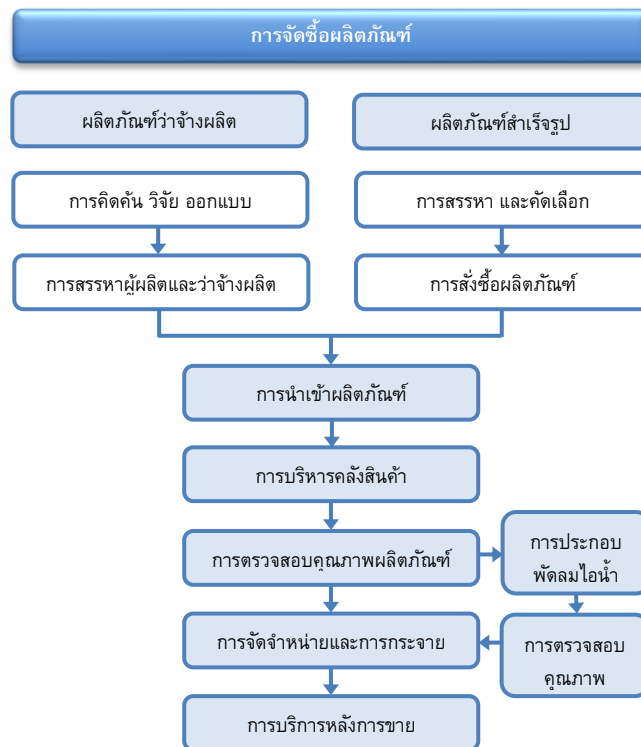 การจัดซื้อผลิตภัณฑ์
ผลิตภัณฑ์ว่าจ้างผลิต
ผลิตภัณฑ์สำเร็จรูป
การคิดค้น วิจัย ออกแบบ
การสรรหา และคัดเลือก
การสรรหาผู้ผลิตและว่าจ้างผลิต
การสั่งซื้อผลิตภัณฑ์
การนำเข้าผลิตภัณฑ์
การบริหารคลังสินค้า
การตรวจสอบคุณภาพผลิตภัณฑ์
การประกอบ
พัดลมไอน้ำ
การจัดจำหน่ายและการกระจาย
การตรวจสอบ
คุณภาพ
การบริการหลังการขาย